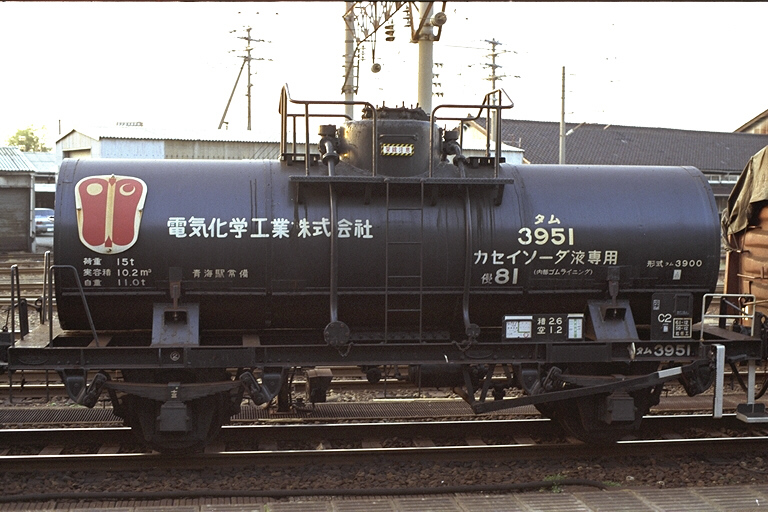 電気化学工業株式会社
荷重 15t
実容積 10.2m³
自重 11.0t
青海駅常備
タム
3951
カセイソーダ液専用
81 (内部ゴムライニング)
形式タム3900
積 2.6
空 1.2
C2
タム3951